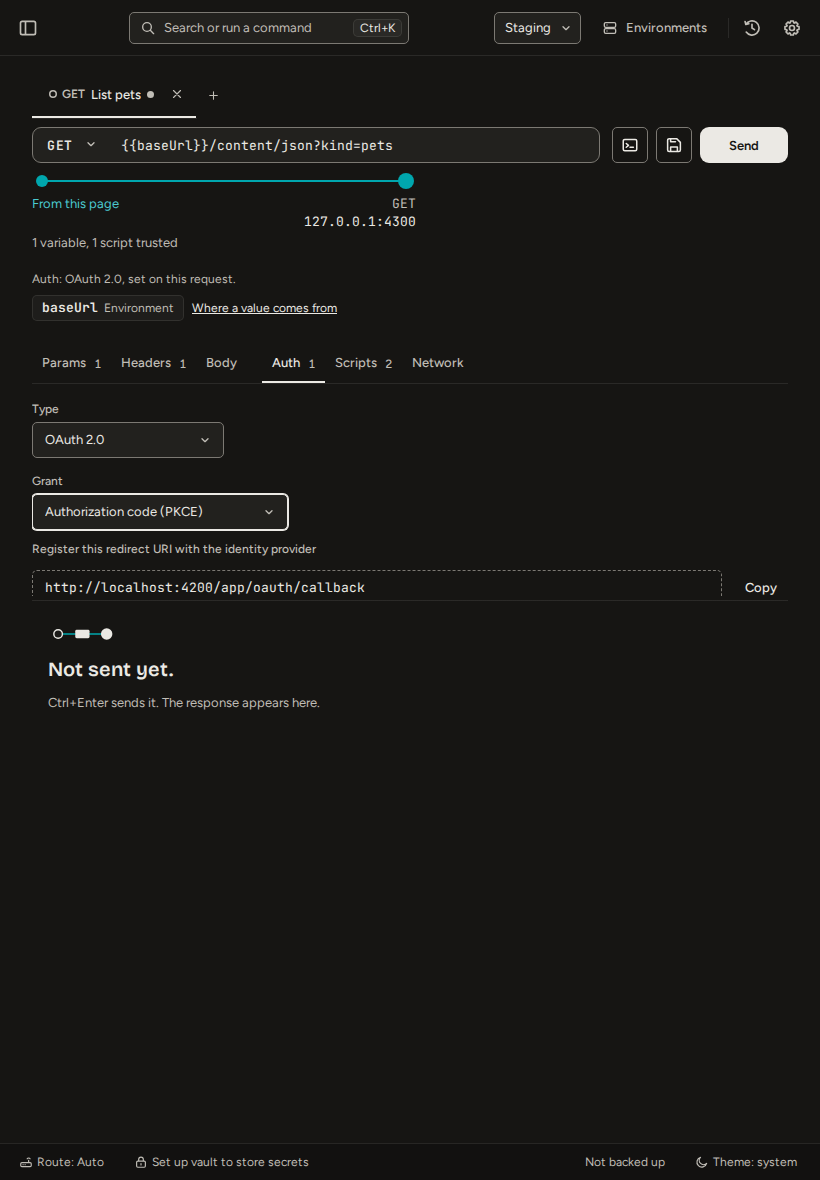 Search or run a command Ctrl+K Staging Environments
GET List pets
GET {{baseUrl}}/content/json?kind=pets Send
From this page GET
127.0.0.1:4300
1 variable, 1 script trusted
Auth: OAuth 2.0, set on this request.
baseUrl Environment Where a value comes from
Params 1 Headers 1 Body Auth 1 Scripts 2 Network
Type
OAuth 2.0
Grant
Authorization code (PKCE)
Register this redirect URI with the identity provider
http://localhost:4200/app/oauth/callback Copy
Not sent yet.
Ctrl+Enter sends it. The response appears here.
Route: Auto Set up vault to store secrets Not backed up Theme: system